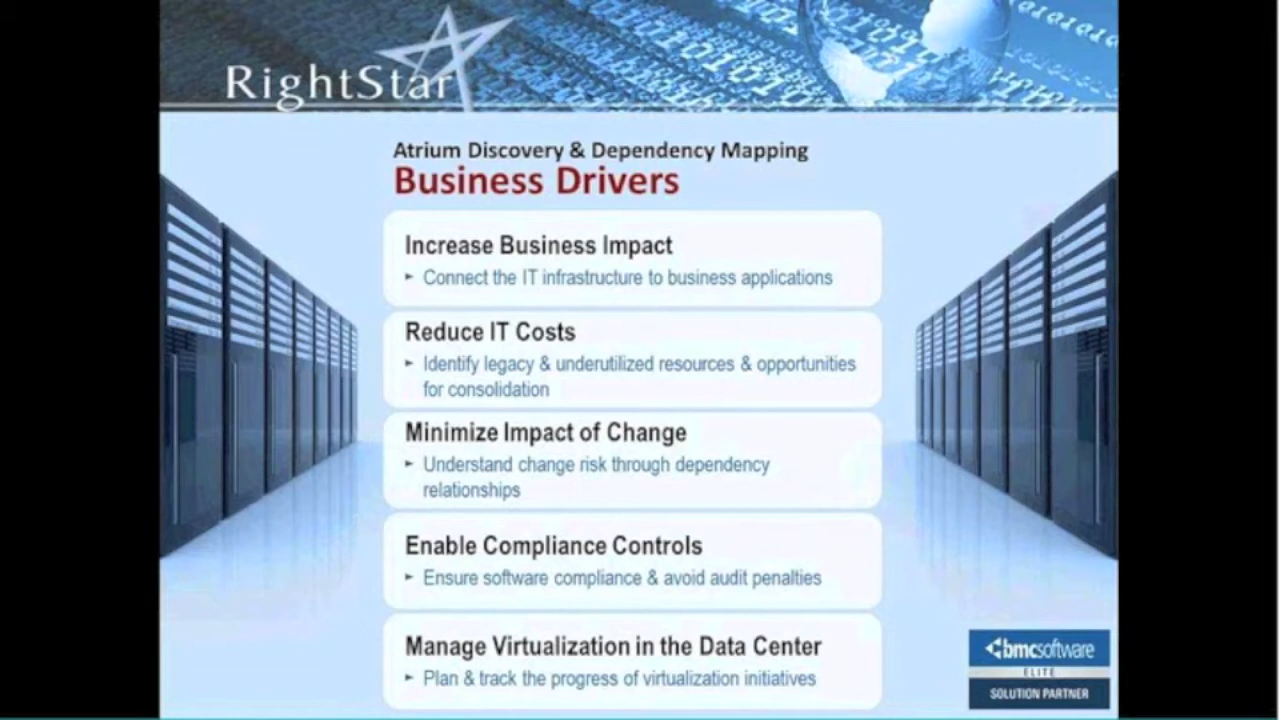 RightStar
Atrium Discovery & Dependency Mapping
Business Drivers
Increase Business Impact
► Connect the IT infrastructure to business applications
Reduce IT Costs
► Identify legacy & underutilized resources & opportunities
for consolidation
Minimize Impact of Change
► Understand change risk through dependency
relationships
Enable Compliance Controls
► Ensure software compliance & avoid audit penalties
Manage Virtualization in the Data Center
► Plan & track the progress of virtualization initiatives
bmcsoftware
ELITE
SOLUTION PARTNER